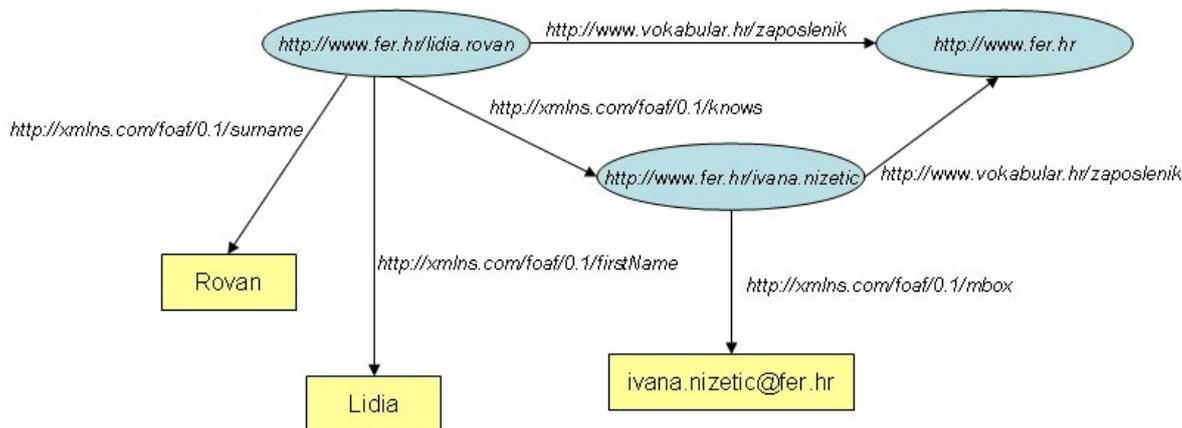 http://www.fer.hr/lidia.rovan
http://www.vokabular.hr/zaposlenik
http://www.fer.hr
http://xmlns.com/foaf/0.1/surname
http://xmlns.com/foaf/0.1/knows
http://www.fer.hr/ivana.nizetic
http://www.vokabular.hr/zaposlenik
http://xmlns.com/foaf/0.1/firstName
Rovan
http://xmlns.com/foaf/0.1/mbox
Lidia
ivana.nizetic@fer.hr